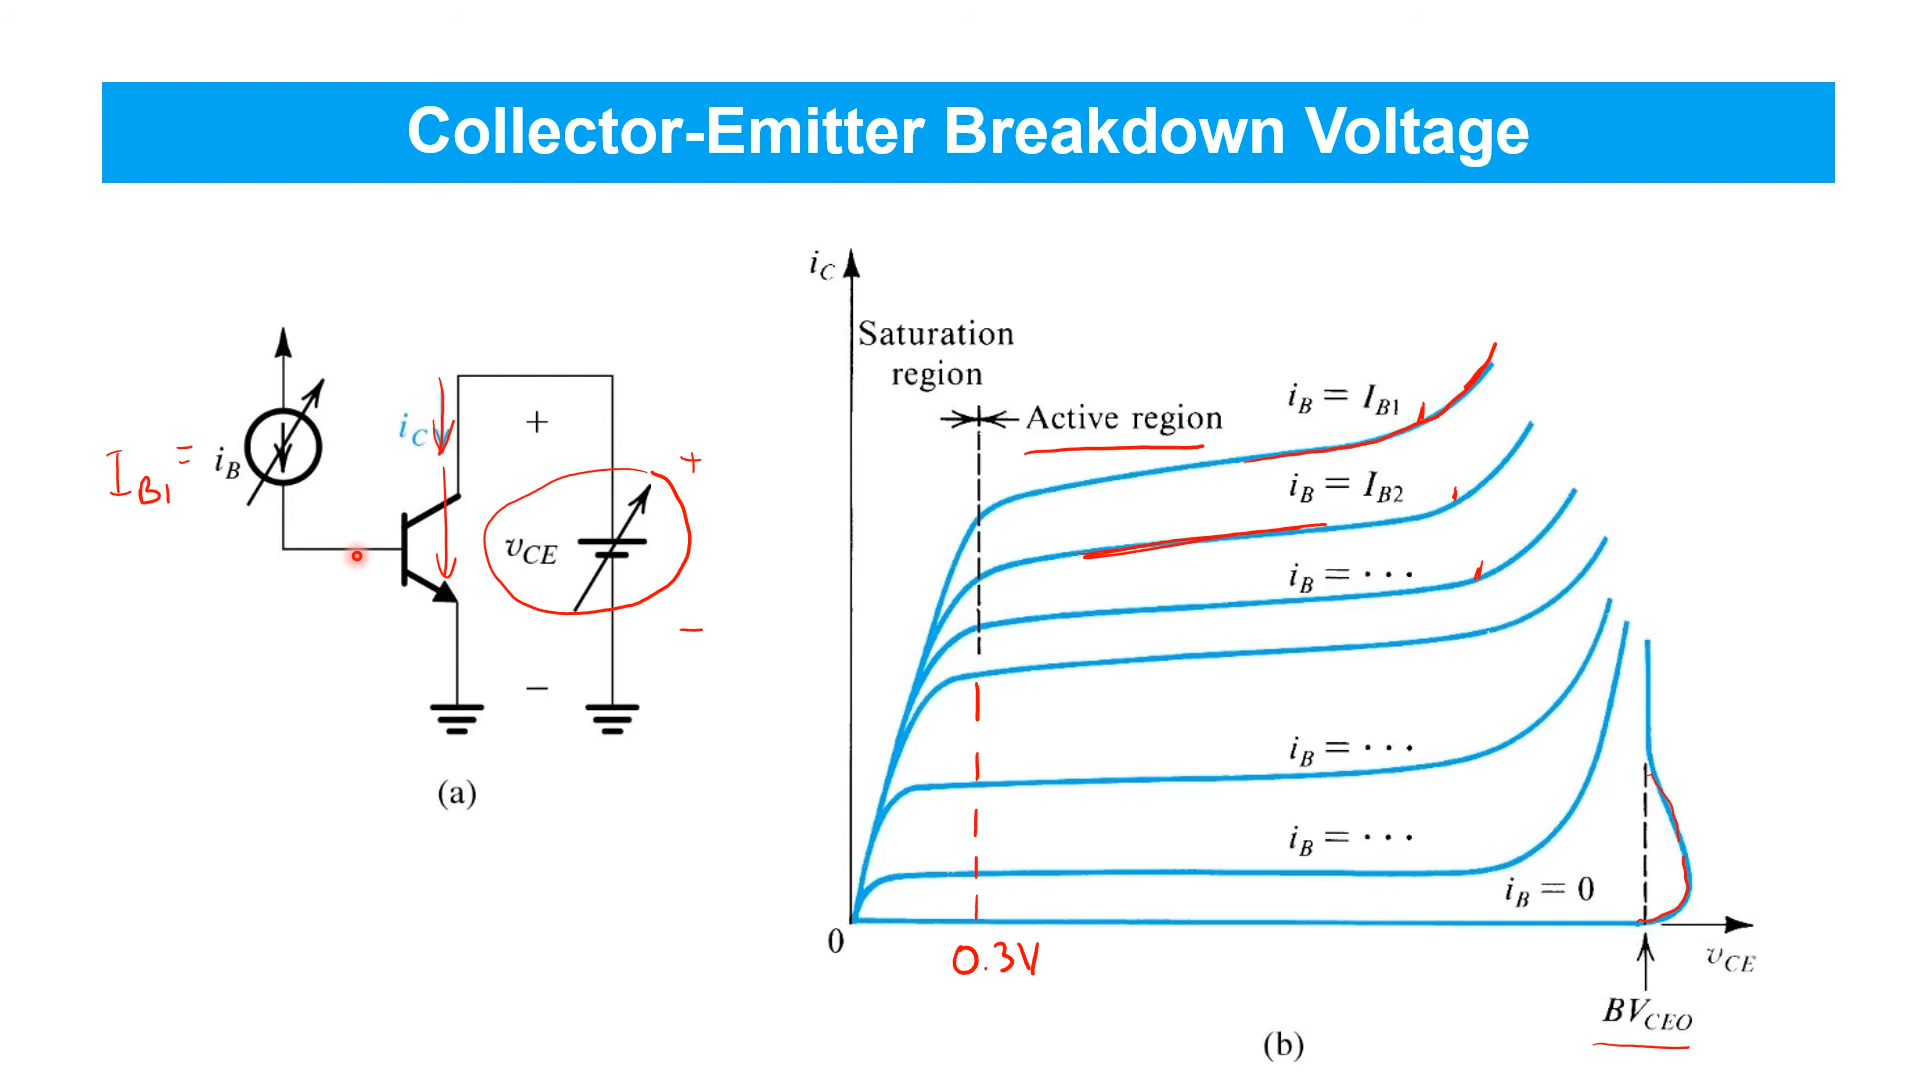 Collector-Emitter Breakdown Voltage
i_C
Saturation
region
Active region
i_B = I_B1
i_B = I_B2
i_B = · · ·
i_B = · · ·
i_B = · · ·
i_B = 0
0
0.3V
v_CE
BV_CEO
(b)
I_B1 = i_B
i_C
+
+
v_CE
−
−
(a)